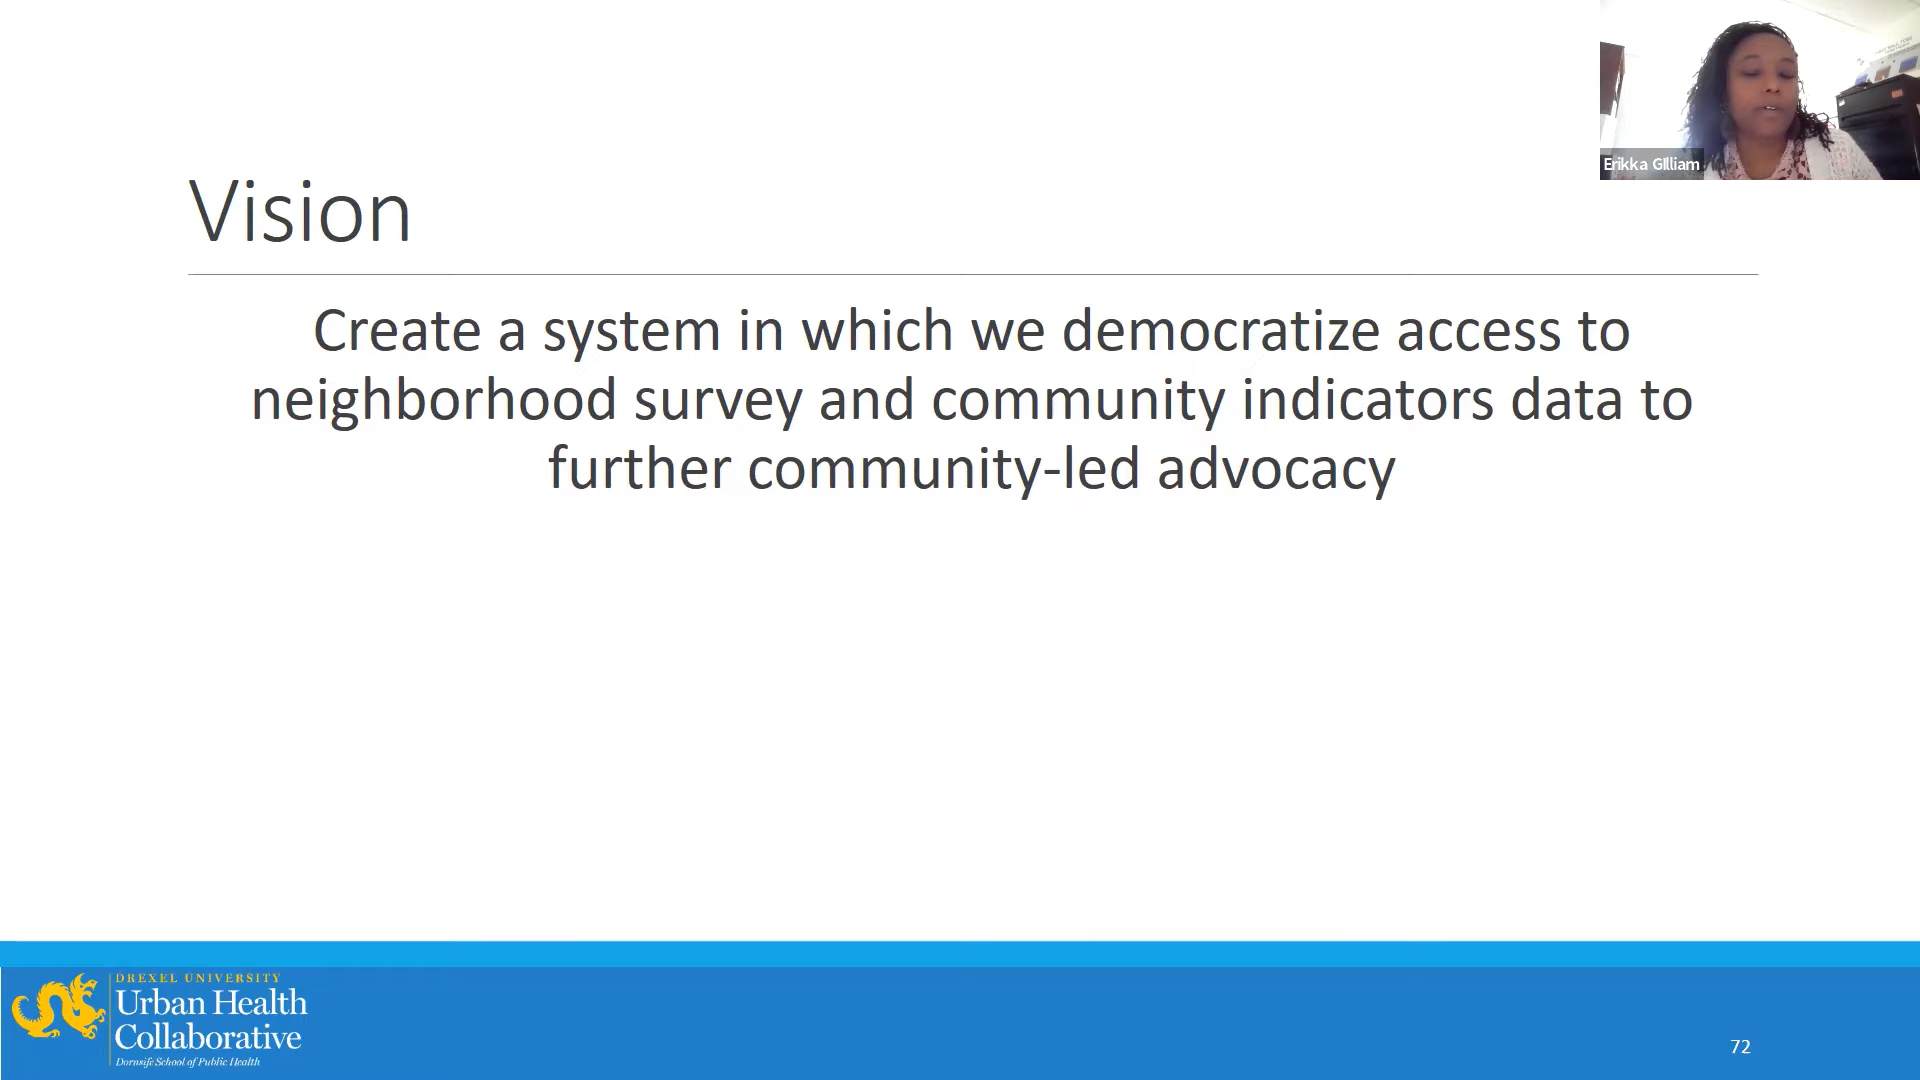 Erikka Gilliam
Vision
Create a system in which we democratize access to
neighborhood survey and community indicators data to
further community-led advocacy
DREXEL UNIVERSITY
Urban Health
Collaborative
Dornsife School of Public Health
72